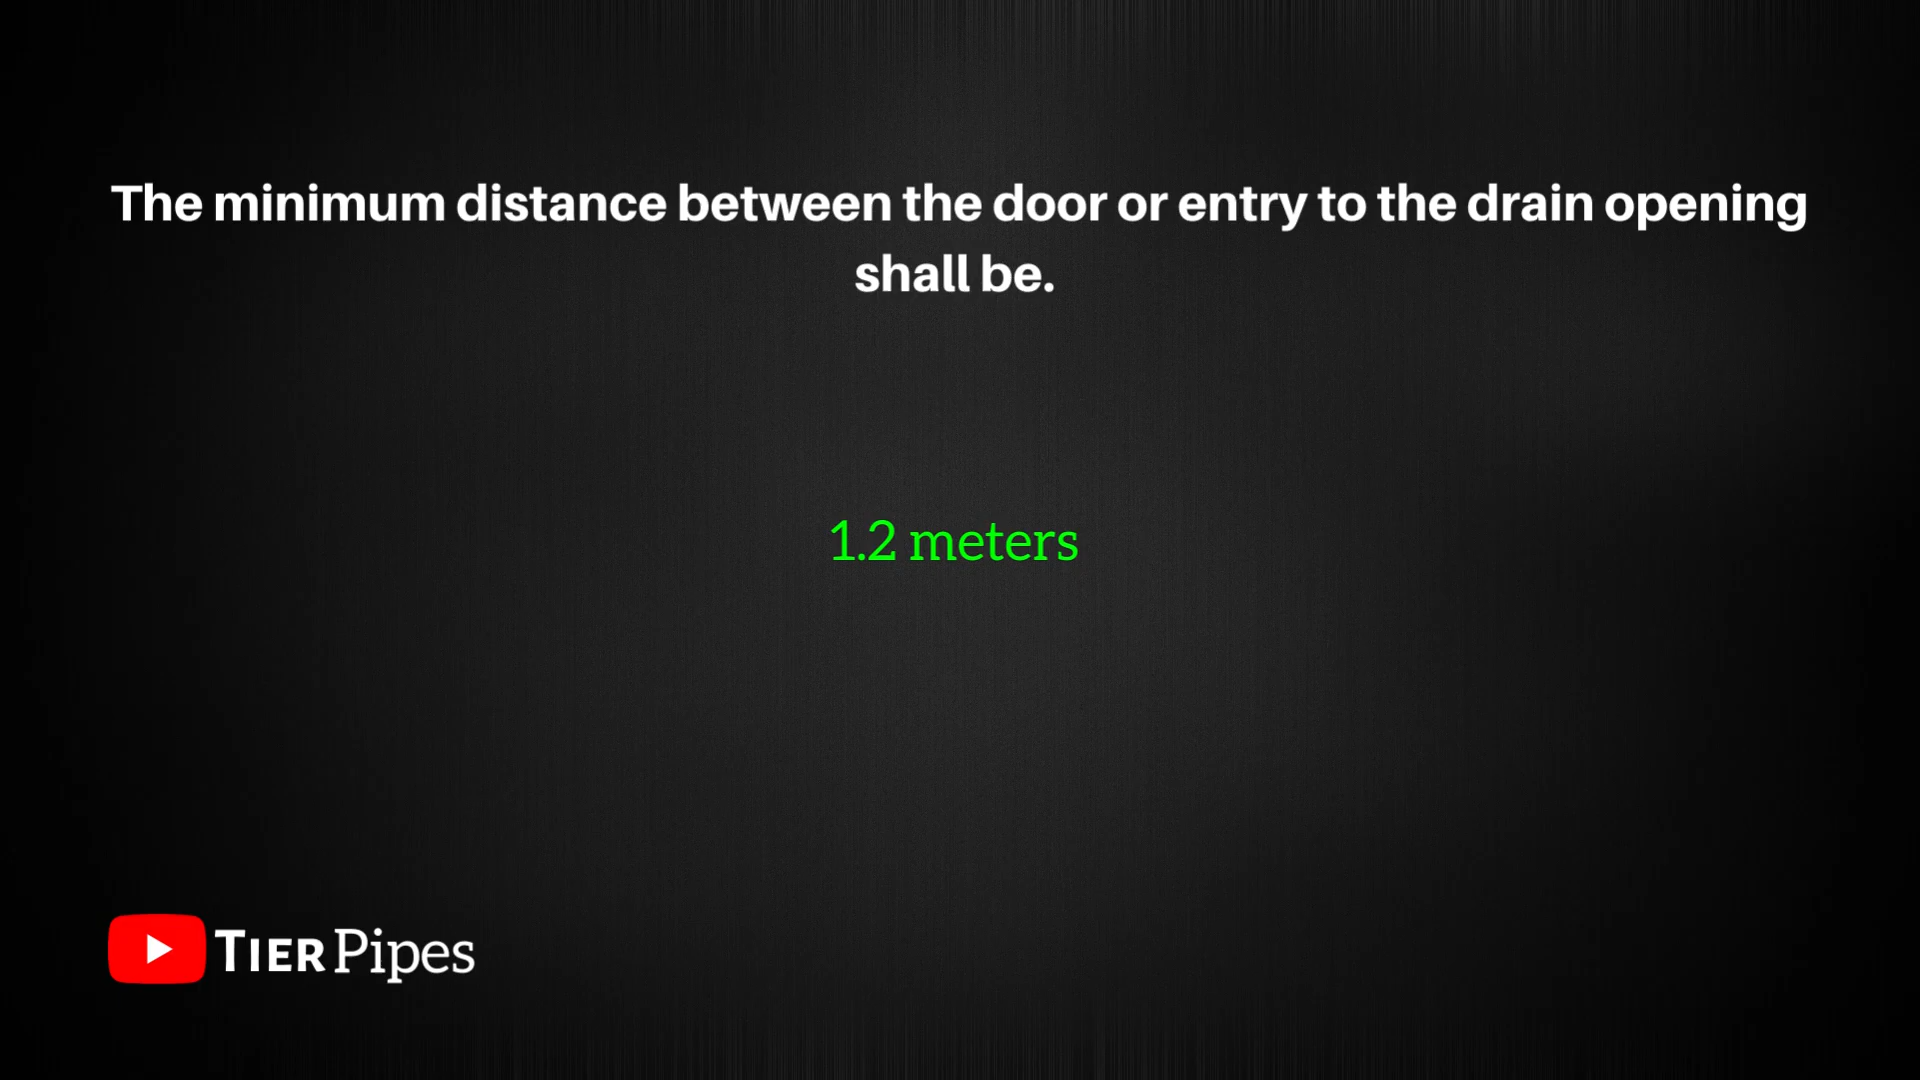 The minimum distance between the door or entry to the drain opening
shall be.
1.2 meters
TIER Pipes